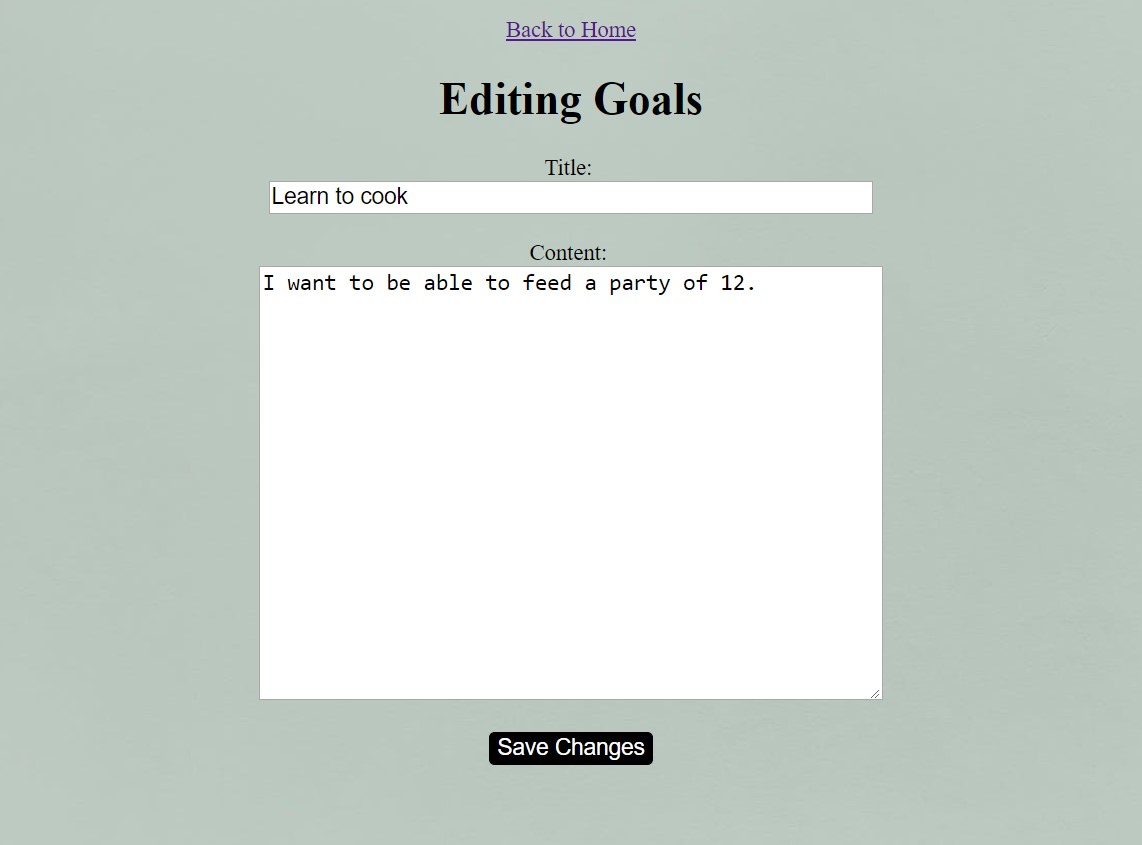 Back to Home
Editing Goals
Title:
Learn to cook
Content:
I want to be able to feed a party of 12.
Save Changes